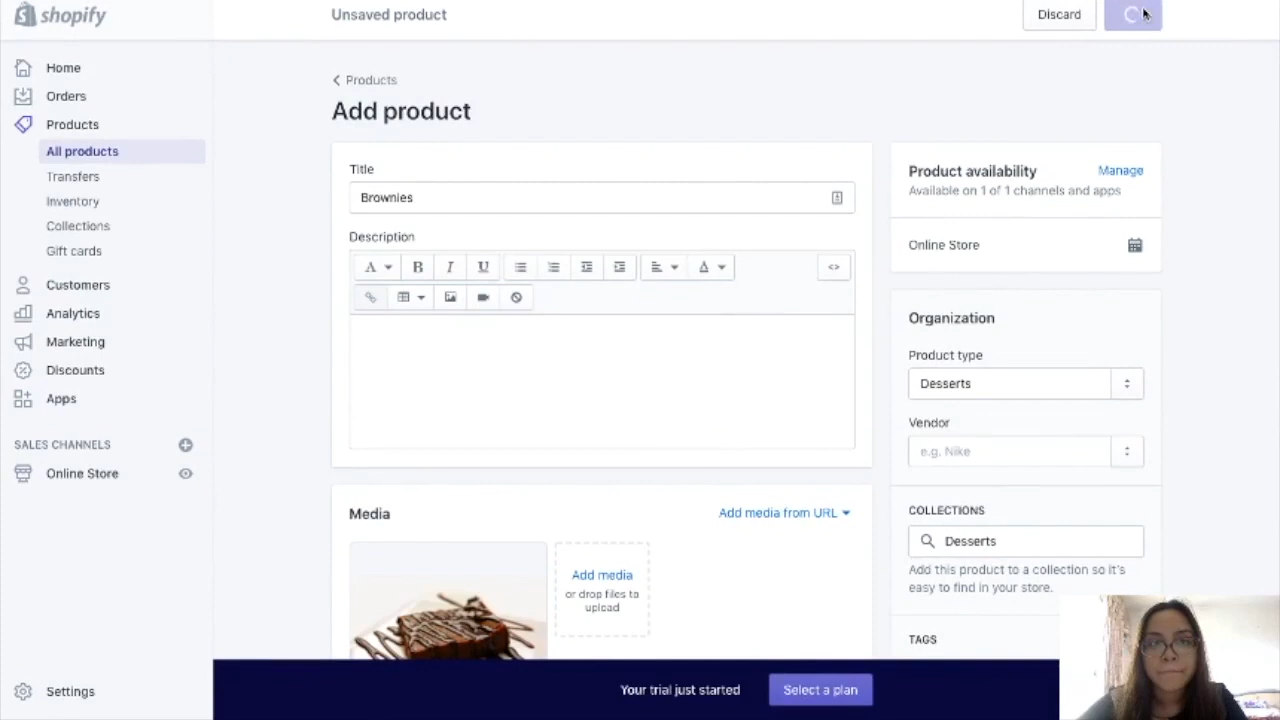 shopify
Unsaved product
Discard
Home
Orders
Products
All products
Transfers
Inventory
Collections
Gift cards
Customers
Analytics
Marketing
Discounts
Apps
SALES CHANNELS
Online Store
Settings
Products
Add product
Title
Brownies
Description
A
B
I
U
A
<>
Media
Add media from URL
Add media
or drop files to
upload
Product availability
Manage
Available on 1 of 1 channels and apps
Online Store
Organization
Product type
Desserts
Vendor
e.g. Nike
COLLECTIONS
Desserts
Add this product to a collection so it's
easy to find in your store.
TAGS
Your trial just started
Select a plan